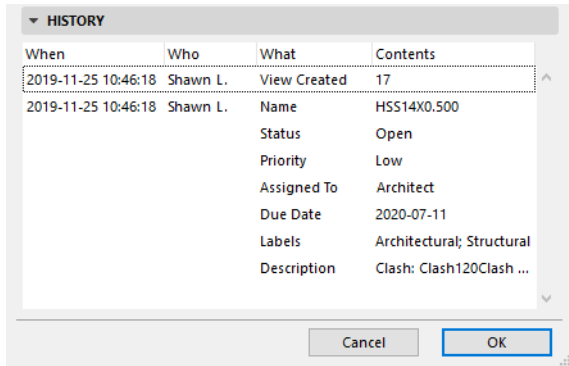 HISTORY
When Who What Contents
2019-11-25 10:46:18 Shawn L. View Created 17
2019-11-25 10:46:18 Shawn L. Name HSS14X0.500
Status Open
Priority Low
Assigned To Architect
Due Date 2020-07-11
Labels Architectural; Structural
Description Clash: Clash120Clash ...
Cancel OK